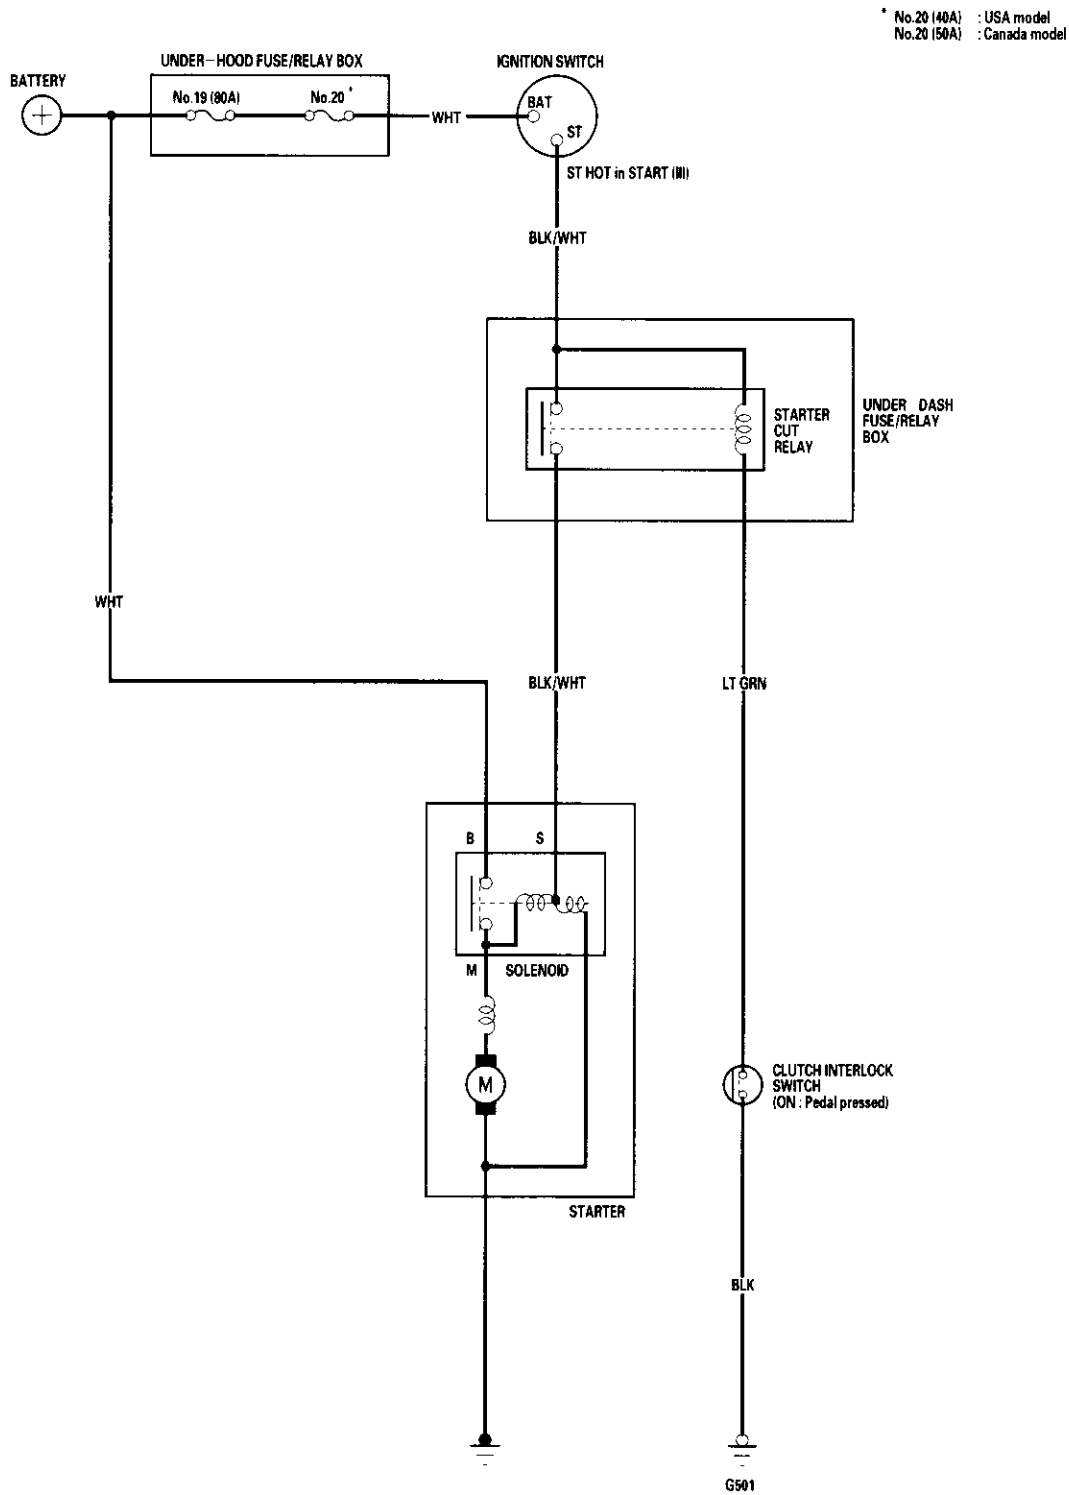 * No.20 (40A) : USA model
No.20 (50A) : Canada model
UNDER-HOOD FUSE/RELAY BOX
IGNITION SWITCH
BATTERY
No.19 (80A)
No.20 *
BAT
WHT
ST
ST HOT in START (III)
BLK/WHT
UNDER DASH
FUSE/RELAY
BOX
STARTER
CUT
RELAY
WHT
BLK/WHT
LT GRN
B
S
M
SOLENOID
M
CLUTCH INTERLOCK
SWITCH
(ON : Pedal pressed)
STARTER
BLK
G501